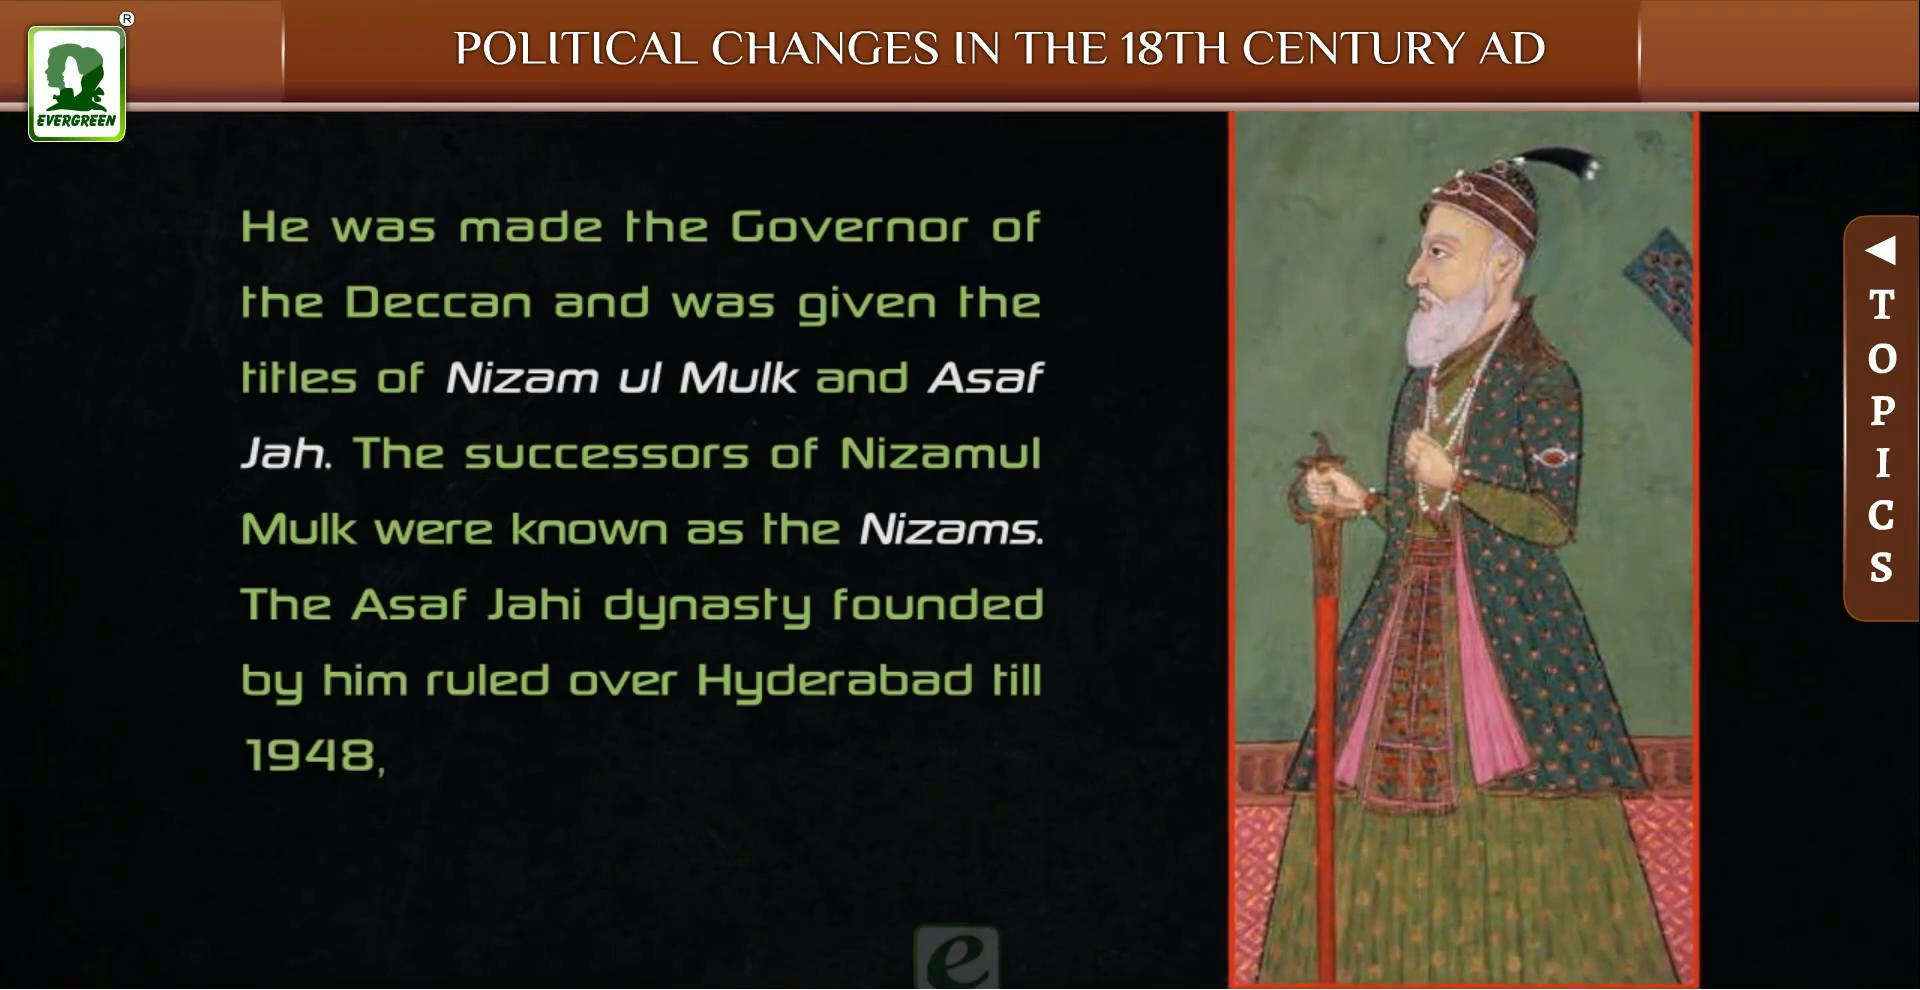 ®
EVERGREEN
POLITICAL CHANGES IN THE 18TH CENTURY AD
He was made the Governor of
the Deccan and was given the
titles of Nizam ul Mulk and Asaf
Jah. The successors of Nizamul
Mulk were known as the Nizams.
The Asaf Jahi dynasty founded
by him ruled over Hyderabad till
1948,
TOPICS
e